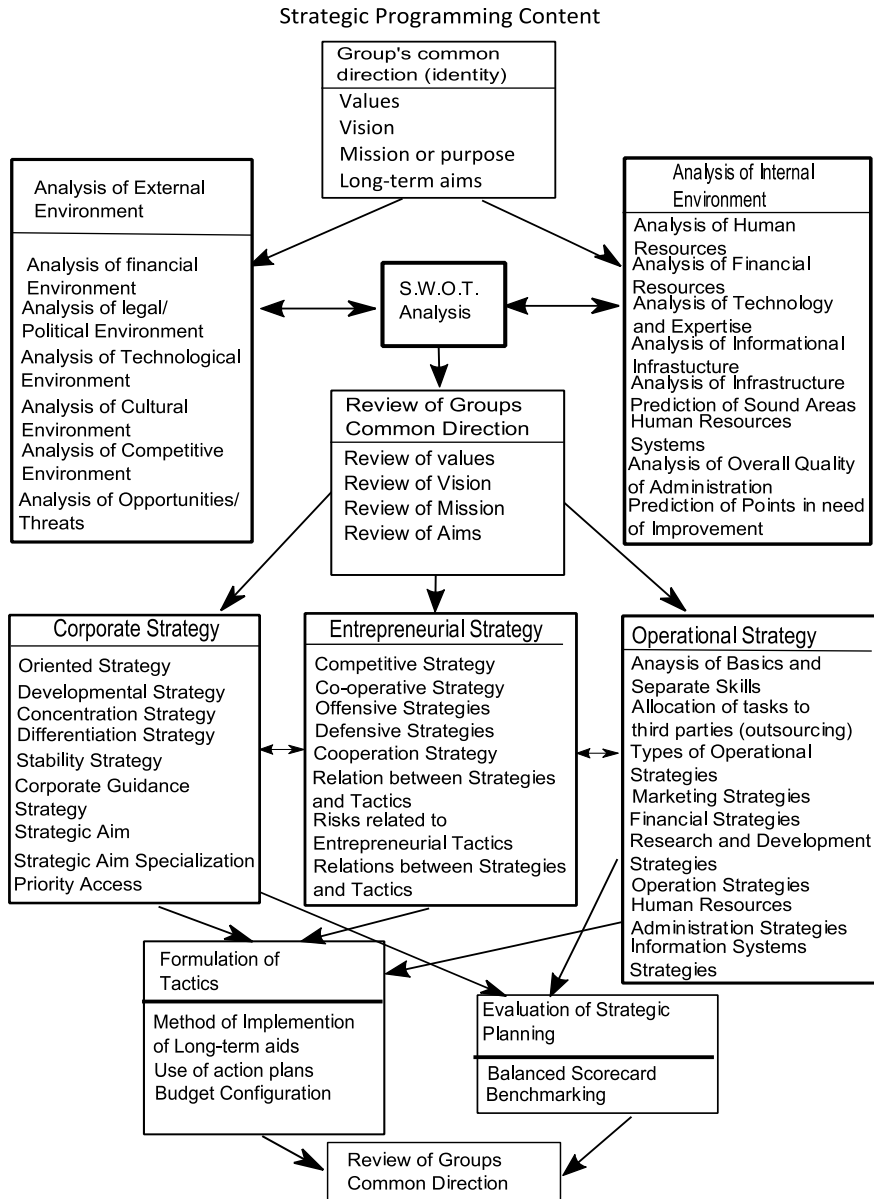 Strategic Programming Content
Group's common
direction (identity)
Values
Vision
Mission or purpose
Long-term aims
Analysis of External
Environment
Analysis of financial
Environment
Analysis of legal/
Political Environment
Analysis of Technological
Environment
Analysis of Cultural
Environment
Analysis of Competitive
Environment
Analysis of Opportunities/
Threats
S.W.O.T.
Analysis
Analysis of Internal
Environment
Analysis of Human
Resources
Analysis of Financial
Resources
Analysis of Technology
and Expertise
Analysis of Informational
Infrastucture
Analysis of Infrastructure
Prediction of Sound Areas
Human Resources
Systems
Analysis of Overall Quality
of Administration
Prediction of Points in need
of Improvement
Review of Groups
Common Direction
Review of values
Review of Vision
Review of Mission
Review of Aims
Corporate Strategy
Oriented Strategy
Developmental Strategy
Concentration Strategy
Differentiation Strategy
Stability Strategy
Corporate Guidance
Strategy
Strategic Aim
Strategic Aim Specialization
Priority Access
Entrepreneurial Strategy
Competitive Strategy
Co-operative Strategy
Offensive Strategies
Defensive Strategies
Cooperation Strategy
Relation between Strategies
and Tactics
Risks related to
Entrepreneurial Tactics
Relations between Strategies
and Tactics
Operational Strategy
Anaysis of Basics and
Separate Skills
Allocation of tasks to
third parties (outsourcing)
Types of Operational
Strategies
Marketing Strategies
Financial Strategies
Research and Development
Strategies
Operation Strategies
Human Resources
Administration Strategies
Information Systems
Strategies
Formulation of
Tactics
Method of Implemention
of Long-term aids
Use of action plans
Budget Configuration
Evaluation of Strategic
Planning
Balanced Scorecard
Benchmarking
Review of Groups
Common Direction